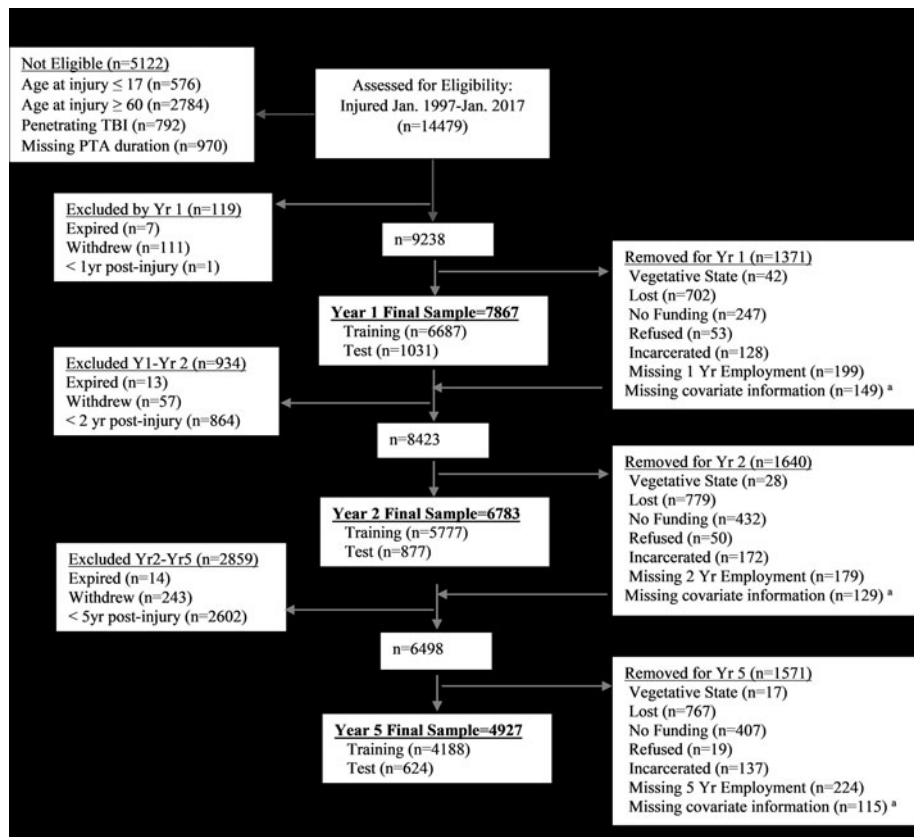 Not Eligible (n=5122)
Age at injury ≤ 17 (n=576)
Age at injury ≥ 60 (n=2784)
Penetrating TBI (n=792)
Missing PTA duration (n=970)
Assessed for Eligibility:
Injured Jan. 1997-Jan. 2017
(n=14479)
Excluded by Yr 1 (n=119)
Expired (n=7)
Withdrew (n=111)
< 1yr post-injury (n=1)
n=9238
Removed for Yr 1 (n=1371)
Vegetative State (n=42)
Lost (n=702)
No Funding (n=247)
Refused (n=53)
Incarcerated (n=128)
Missing 1 Yr Employment (n=199)
Missing covariate information (n=149) ª
Year 1 Final Sample=7867
Training (n=6687)
Test (n=1031)
Excluded Y1-Yr 2 (n=934)
Expired (n=13)
Withdrew (n=57)
< 2 yr post-injury (n=864)
n=8423
Removed for Yr 2 (n=1640)
Vegetative State (n=28)
Lost (n=779)
No Funding (n=432)
Refused (n=50)
Incarcerated (n=172)
Missing 2 Yr Employment (n=179)
Missing covariate information (n=129) ª
Year 2 Final Sample=6783
Training (n=5777)
Test (n=877)
Excluded Yr2-Yr5 (n=2859)
Expired (n=14)
Withdrew (n=243)
< 5yr post-injury (n=2602)
n=6498
Removed for Yr 5 (n=1571)
Vegetative State (n=17)
Lost (n=767)
No Funding (n=407)
Refused (n=19)
Incarcerated (n=137)
Missing 5 Yr Employment (n=224)
Missing covariate information (n=115) ª
Year 5 Final Sample=4927
Training (n=4188)
Test (n=624)